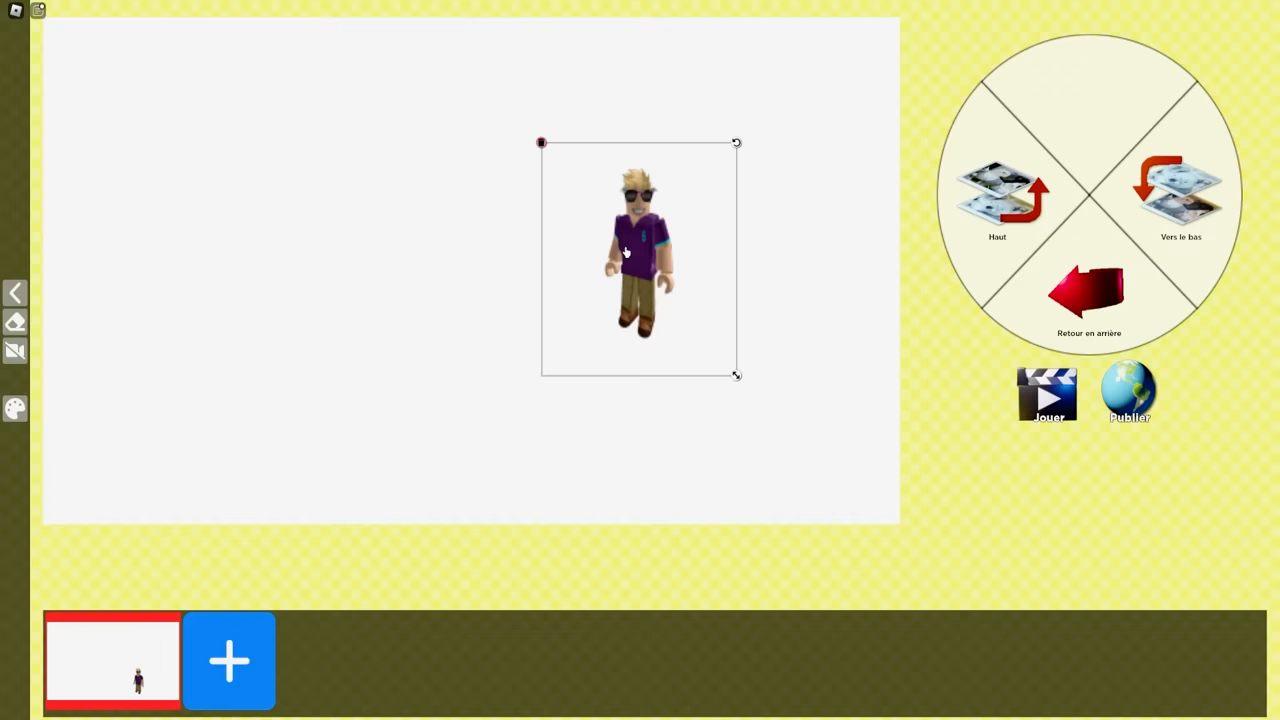 Haut
Vers le bas
Retour en arrière
Jouer
Publier